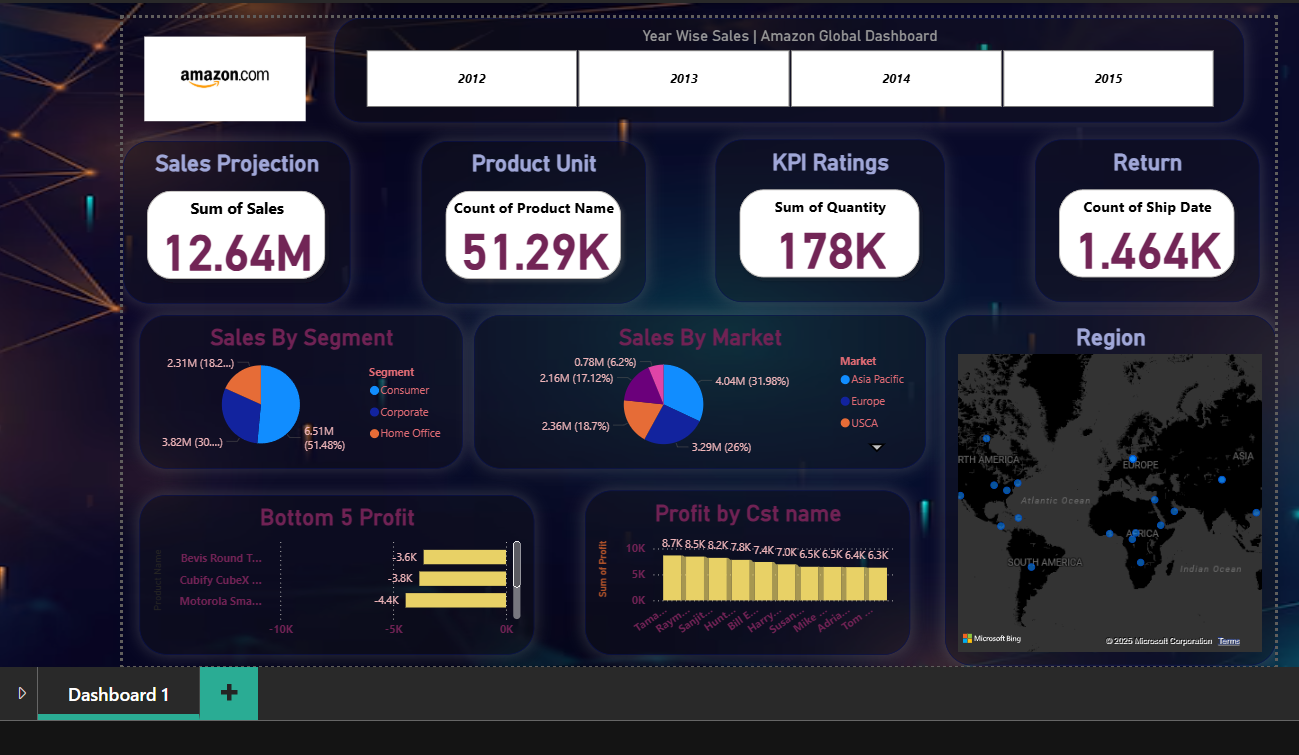 Year Wise Sales | Amazon Global Dashboard
amazon.com
2012
2013
2014
2015
Sales Projection
Sum of Sales
12.64M
Product Unit
Count of Product Name
51.29K
KPI Ratings
Sum of Quantity
178K
Return
Count of Ship Date
1.464K
Sales By Segment
2.31M (18.2...)
3.82M (30....)
6.51M
(51.48%)
Segment
Consumer
Corporate
Home Office
Sales By Market
0.78M (6.2%)
2.16M (17.12%)
2.36M (18.7%)
4.04M (31.98%)
3.29M (26%)
Market
Asia Pacific
Europe
USCA
Region
RTH AMERICA
EUROPE
ASIA
Atlantic Ocean
AFRICA
SOUTH AMERICA
Indian Ocean
Microsoft Bing
© 2025 Microsoft Corporation
Terms
Bottom 5 Profit
Product Name
Bevis Round T...
-3.6K
Cubify CubeX ...
-3.8K
Motorola Sma...
-4.4K
-10K
-5K
0K
Profit by Cst name
Sum of Profit
10K
5K
0K
8.7K
8.5K
8.2K
7.8K
7.4K
7.0K
6.5K
6.5K
6.4K
6.3K
Tama...
Raym...
Sanjit...
Hunt...
Bill E...
Harry...
Susan...
Mike ...
Adria...
Tom ...
Dashboard 1
+